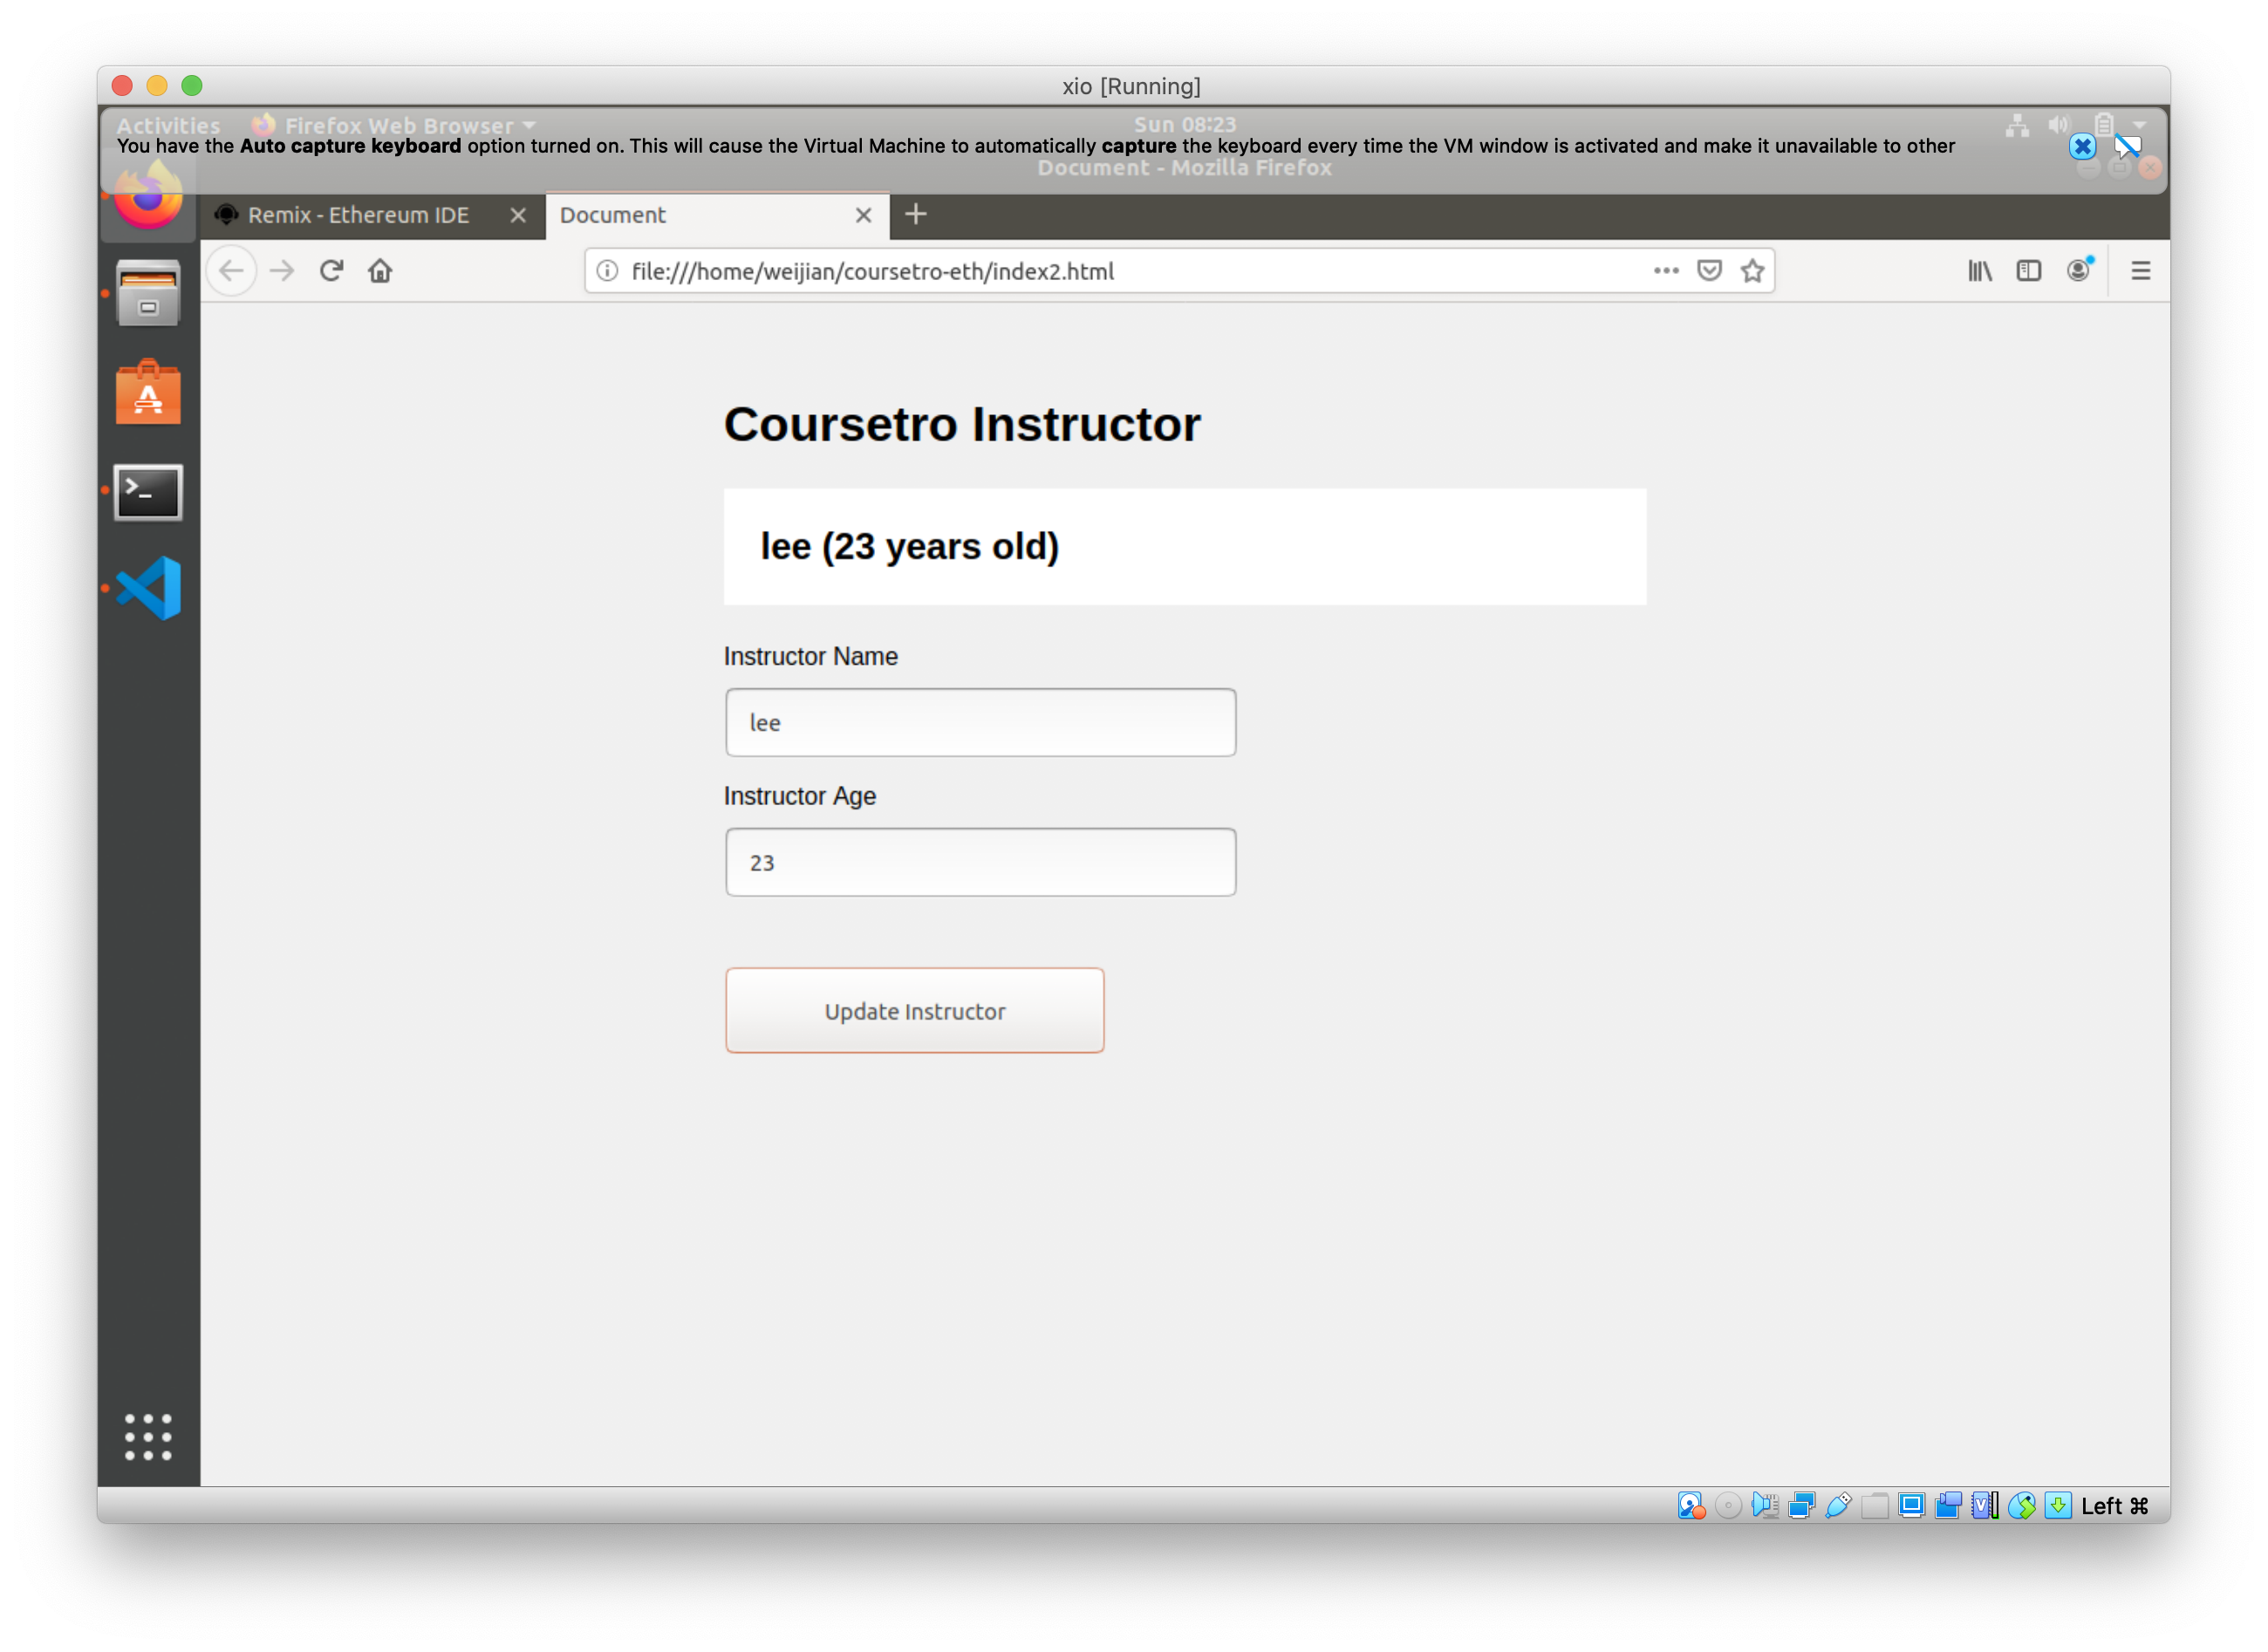 xio [Running]
Activities Firefox Web Browser Sun 08:23
You have the Auto capture keyboard option turned on. This will cause the Virtual Machine to automatically capture the keyboard every time the VM window is activated and make it unavailable to other
Document - Mozilla Firefox
Remix - Ethereum IDE Document
file:///home/weijian/coursetro-eth/index2.html
Coursetro Instructor
lee (23 years old)
Instructor Name
lee
Instructor Age
23
Update Instructor
Left ⌘